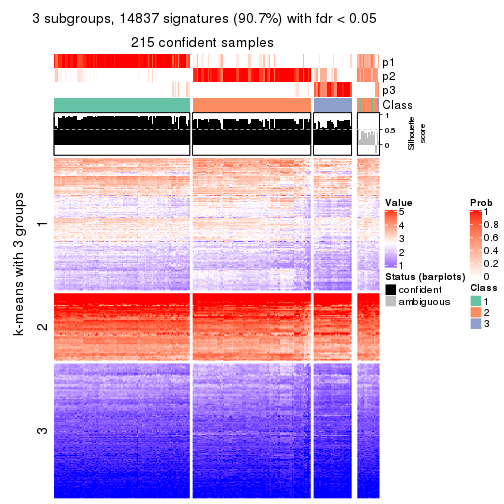 3 subgroups, 14837 signatures (90.7%) with fdr < 0.05
215 confident samples
p1
p2
p3
Class
1
0.5
0
Silhouette
score
k-means with 3 groups
1
2
3
Value
5
4
3
2
1
Status (barplots)
confident
ambiguous
Prob
1
0.8
0.6
0.4
0.2
0
Class
1
2
3